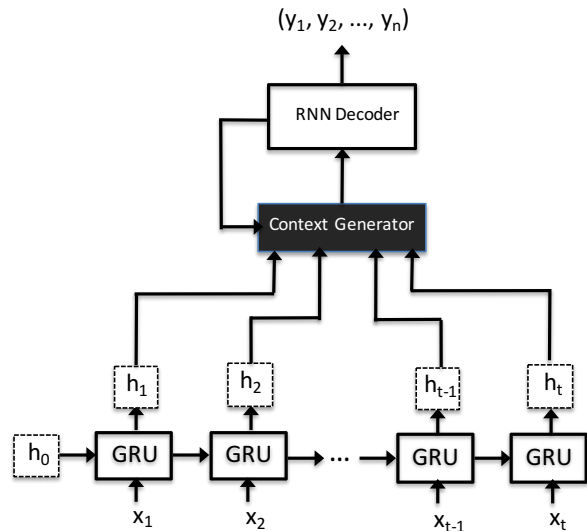 (y1, y2, ..., yn)
RNN Decoder
Context Generator
h1 h2 ht-1 ht
h0 GRU GRU ... GRU GRU
x1 x2 xt-1 xt